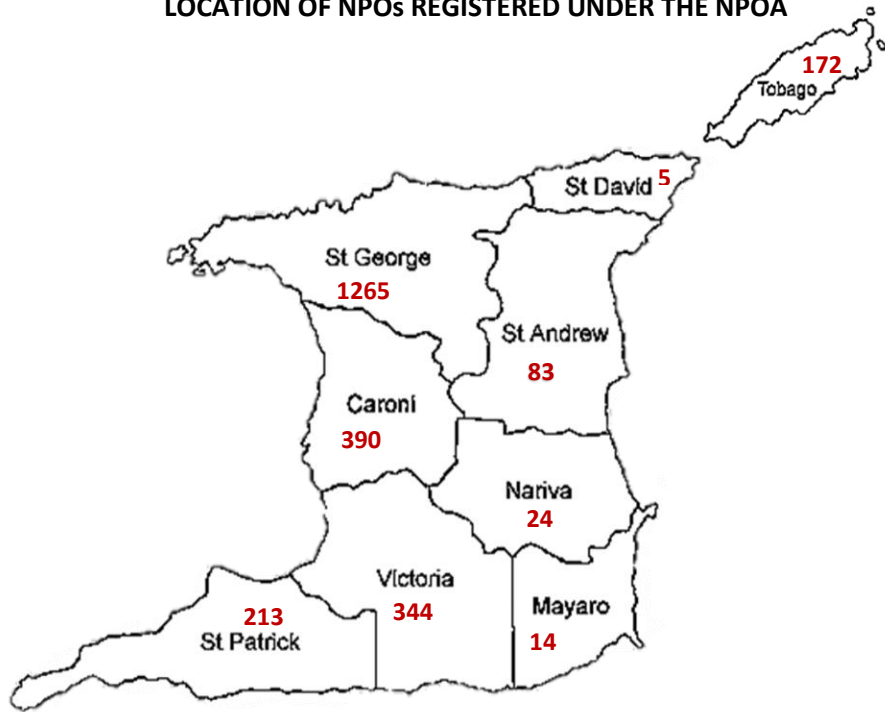 LOCATION OF NPOs REGISTERED UNDER THE NPOA
172
Tobago
St David 5
St George
1265
St Andrew
83
Caroni
390
Nariva
24
Victoria
344
Mayaro
14
213
St Patrick